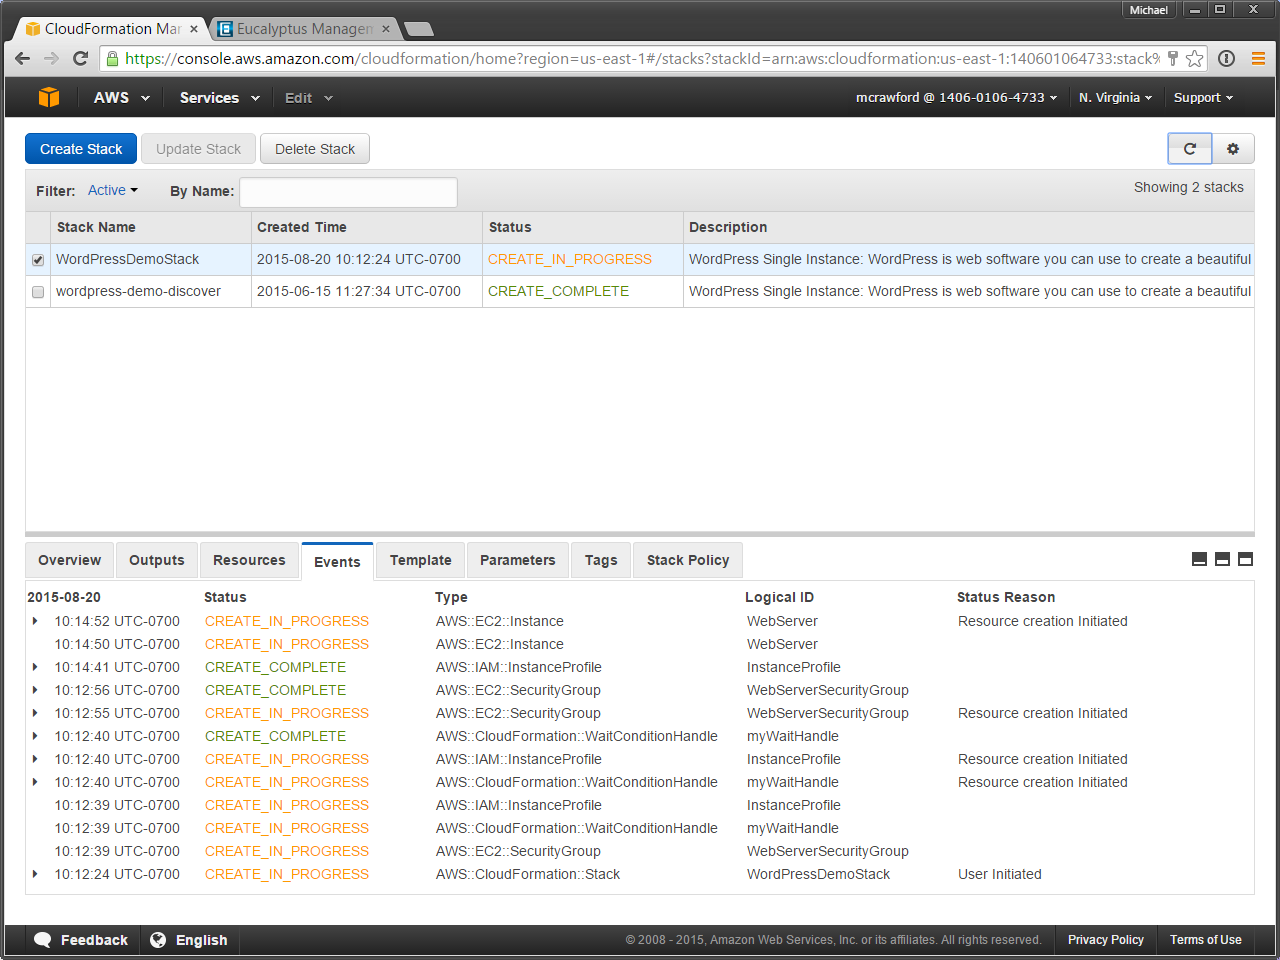 Michael
CloudFormation Mar
Eucalyptus Managem
https://console.aws.amazon.com/cloudformation/home?region=us-east-1#/stacks?stackId=arn:aws:cloudformation:us-east-1:140601064733:stack%
AWS Services Edit mcrawford @ 1406-0106-4733 N. Virginia Support
Create Stack Update Stack Delete Stack
Filter: Active By Name: Showing 2 stacks
Stack Name Created Time Status Description
WordPressDemoStack 2015-08-20 10:12:24 UTC-0700 CREATE_IN_PROGRESS WordPress Single Instance: WordPress is web software you can use to create a beautiful
wordpress-demo-discover 2015-06-15 11:27:34 UTC-0700 CREATE_COMPLETE WordPress Single Instance: WordPress is web software you can use to create a beautiful
Overview Outputs Resources Events Template Parameters Tags Stack Policy
2015-08-20 Status Type Logical ID Status Reason
10:14:52 UTC-0700 CREATE_IN_PROGRESS AWS::EC2::Instance WebServer Resource creation Initiated
10:14:50 UTC-0700 CREATE_IN_PROGRESS AWS::EC2::Instance WebServer
10:14:41 UTC-0700 CREATE_COMPLETE AWS::IAM::InstanceProfile InstanceProfile
10:12:56 UTC-0700 CREATE_COMPLETE AWS::EC2::SecurityGroup WebServerSecurityGroup
10:12:55 UTC-0700 CREATE_IN_PROGRESS AWS::EC2::SecurityGroup WebServerSecurityGroup Resource creation Initiated
10:12:40 UTC-0700 CREATE_COMPLETE AWS::CloudFormation::WaitConditionHandle myWaitHandle
10:12:40 UTC-0700 CREATE_IN_PROGRESS AWS::IAM::InstanceProfile InstanceProfile Resource creation Initiated
10:12:40 UTC-0700 CREATE_IN_PROGRESS AWS::CloudFormation::WaitConditionHandle myWaitHandle Resource creation Initiated
10:12:39 UTC-0700 CREATE_IN_PROGRESS AWS::IAM::InstanceProfile InstanceProfile
10:12:39 UTC-0700 CREATE_IN_PROGRESS AWS::CloudFormation::WaitConditionHandle myWaitHandle
10:12:39 UTC-0700 CREATE_IN_PROGRESS AWS::EC2::SecurityGroup WebServerSecurityGroup
10:12:24 UTC-0700 CREATE_IN_PROGRESS AWS::CloudFormation::Stack WordPressDemoStack User Initiated
Feedback English © 2008 - 2015, Amazon Web Services, Inc. or its affiliates. All rights reserved. Privacy Policy Terms of Use